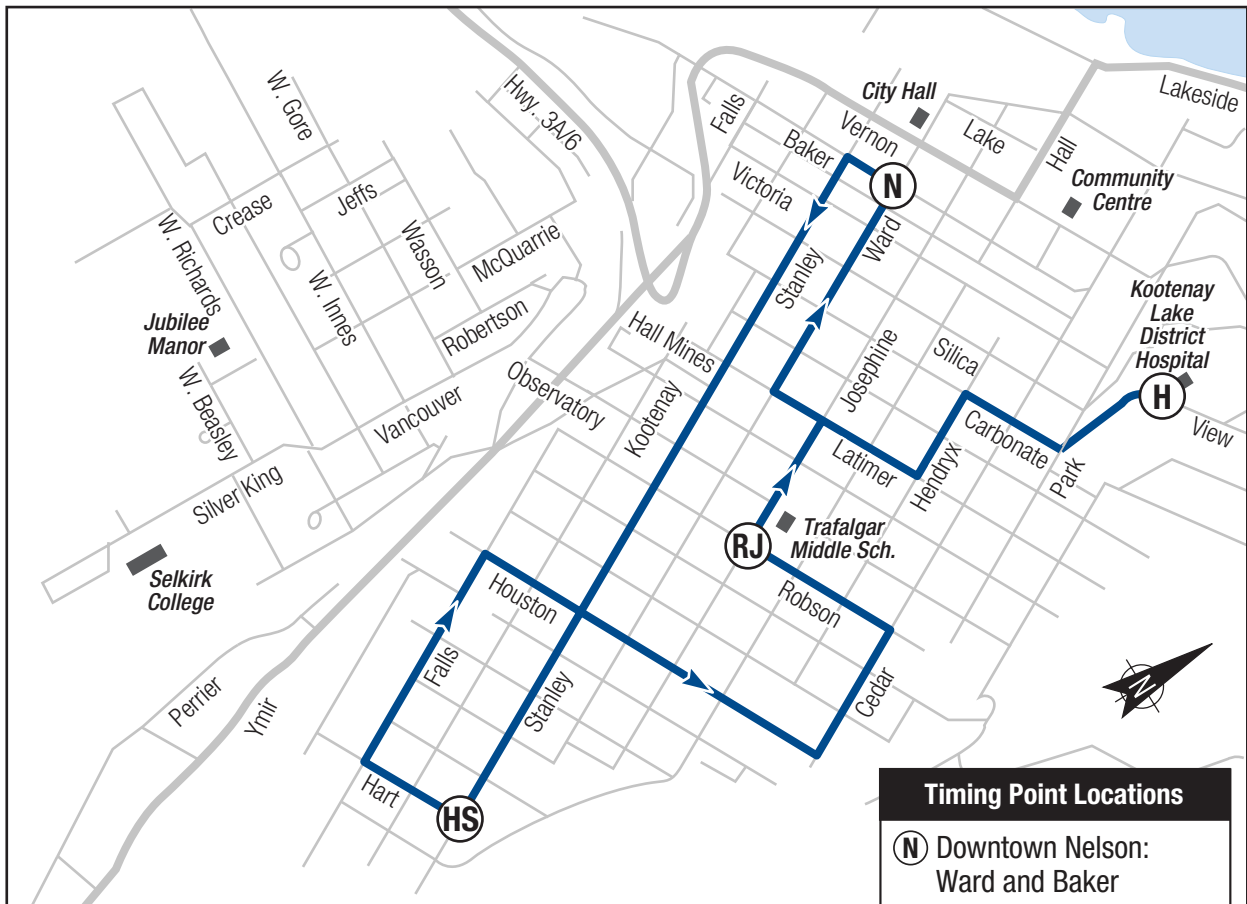 W. Gore
Hwy. 3A/6
Falls
City Hall
Vernon
Baker
Lake
Lakeside
Hall
Community
Centre
Victoria
Crease
Jeffs
W. Richards
Wasson
McQuarrie
N
Ward
Stanley
W. Innes
Robertson
Jubilee
Manor
Hall Mines
Kootenay
Lake
District
Hospital
H
View
Silica
Josephine
Observatory
Kootenay
W. Beasley
Vancouver
Silver King
Carbonate
Latimer
Hendryx
Park
Selkirk
College
RJ
Trafalgar
Middle Sch.
Robson
Houston
Falls
Stanley
Cedar
Perrier
Ymir
Hart
HS
N
Timing Point Locations
N Downtown Nelson:
Ward and Baker